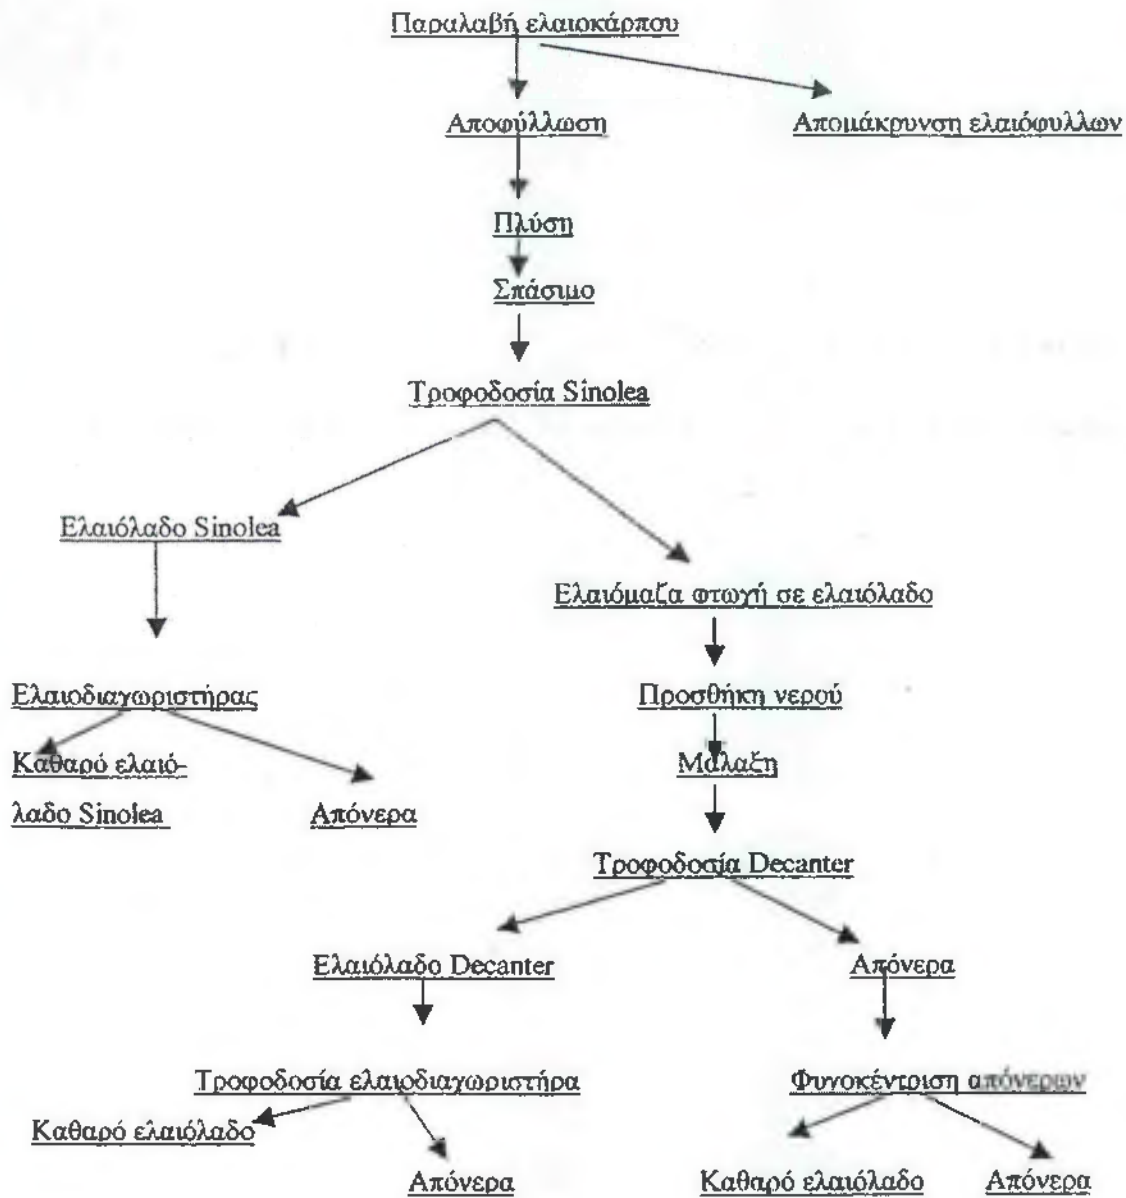 Παραλαβή ελαιοκάρπου
Αποφύλλωση
Απομάκρυνση ελαιόφυλλων
Πλύση
Σπάσιμο
Τροφοδοσία Sinolea
Ελαιόλαδο Sinolea
Ελαιόμαζα φτωχή σε ελαιόλαδο
Ελαιοδιαχωριστήρας
Προσθήκη νερού
Καθαρό ελαιό-
λαδο Sinolea
Απόνερα
Μάλαξη
Τροφοδοσία Decanter
Ελαιόλαδο Decanter
Απόνερα
Τροφοδοσία ελαιοδιαχωριστήρα
Φυγοκέντριση απόνερων
Καθαρό ελαιόλαδο
Απόνερα
Καθαρό ελαιόλαδο
Απόνερα